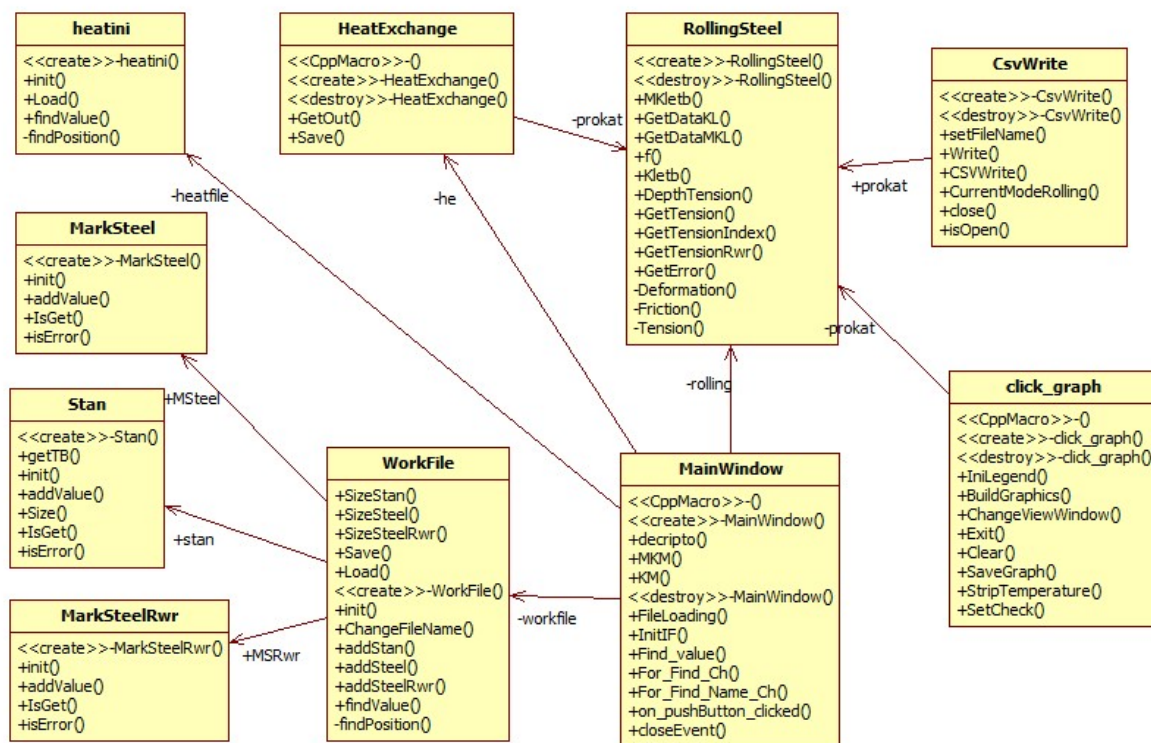 heatini
<<create>>-heatini()
+init()
+Load()
+findValue()
-findPosition()
HeatExchange
<<CppMacro>>-()
<<create>>-HeatExchange()
<<destroy>>-HeatExchange()
+GetOut()
+Save()
RollingSteel
<<create>>-RollingSteel()
<<destroy>>-RollingSteel()
+MKletb()
+GetDataKL()
+GetDataMKL()
+f()
+Kletb()
+DepthTension()
+GetTension()
+GetTensionIndex()
+GetTensionRwr()
+GetError()
-Deformation()
-Friction()
-Tension()
CsvWrite
<<create>>-CsvWrite()
<<destroy>>-CsvWrite()
+setFileName()
+Write()
+CSVWrite()
+CurrentModeRolling()
+close()
+isOpen()
-prokat
+prokat
-heatfile
-he
MarkSteel
<<create>>-MarkSteel()
+init()
+addValue()
+IsGet()
+isError()
-prokat
-rolling
+MSteel
click_graph
<<CppMacro>>-()
<<create>>-click_graph()
<<destroy>>-click_graph()
+IniLegend()
+BuildGraphics()
+ChangeViewWindow()
+Exit()
+Clear()
+SaveGraph()
+StripTemperature()
+SetCheck()
Stan
<<create>>-Stan()
+getTB()
+init()
+addValue()
+Size()
+IsGet()
+isError()
+stan
WorkFile
+SizeStan()
+SizeSteel()
+SizeSteelRwr()
+Save()
+Load()
<<create>>-WorkFile()
+init()
+ChangeFileName()
+addStan()
+addSteel()
+addSteelRwr()
+findValue()
-findPosition()
MainWindow
<<CppMacro>>-()
<<create>>-MainWindow()
+decripto()
+MKM()
+KM()
<<destroy>>-MainWindow()
+FileLoading()
+InitIF()
+Find_value()
+For_Find_Ch()
+For_Find_Name_Ch()
+on_pushButton_clicked()
+closeEvent()
-workfile
MarkSteelRwr
<<create>>-MarkSteelRwr()
+init()
+addValue()
+IsGet()
+isError()
+MSRwr